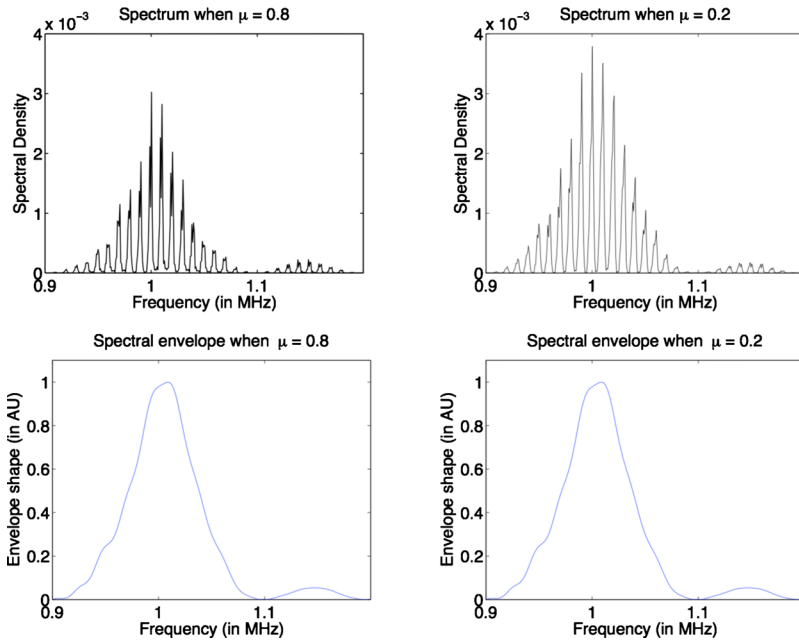 Spectrum when μ = 0.8
x 10⁻³
4
3
2
1
0
0.9
1
1.1
Spectral Density
Frequency (in MHz)
Spectrum when μ = 0.2
x 10⁻³
4
3
2
1
0
0.9
1
1.1
Spectral Density
Frequency (in MHz)
Spectral envelope when μ = 0.8
1
0.8
0.6
0.4
0.2
0
0.9
1
1.1
Envelope shape (in AU)
Frequency (in MHz)
Spectral envelope when μ = 0.2
1
0.8
0.6
0.4
0.2
0
0.9
1
1.1
Envelope shape (in AU)
Frequency (in MHz)